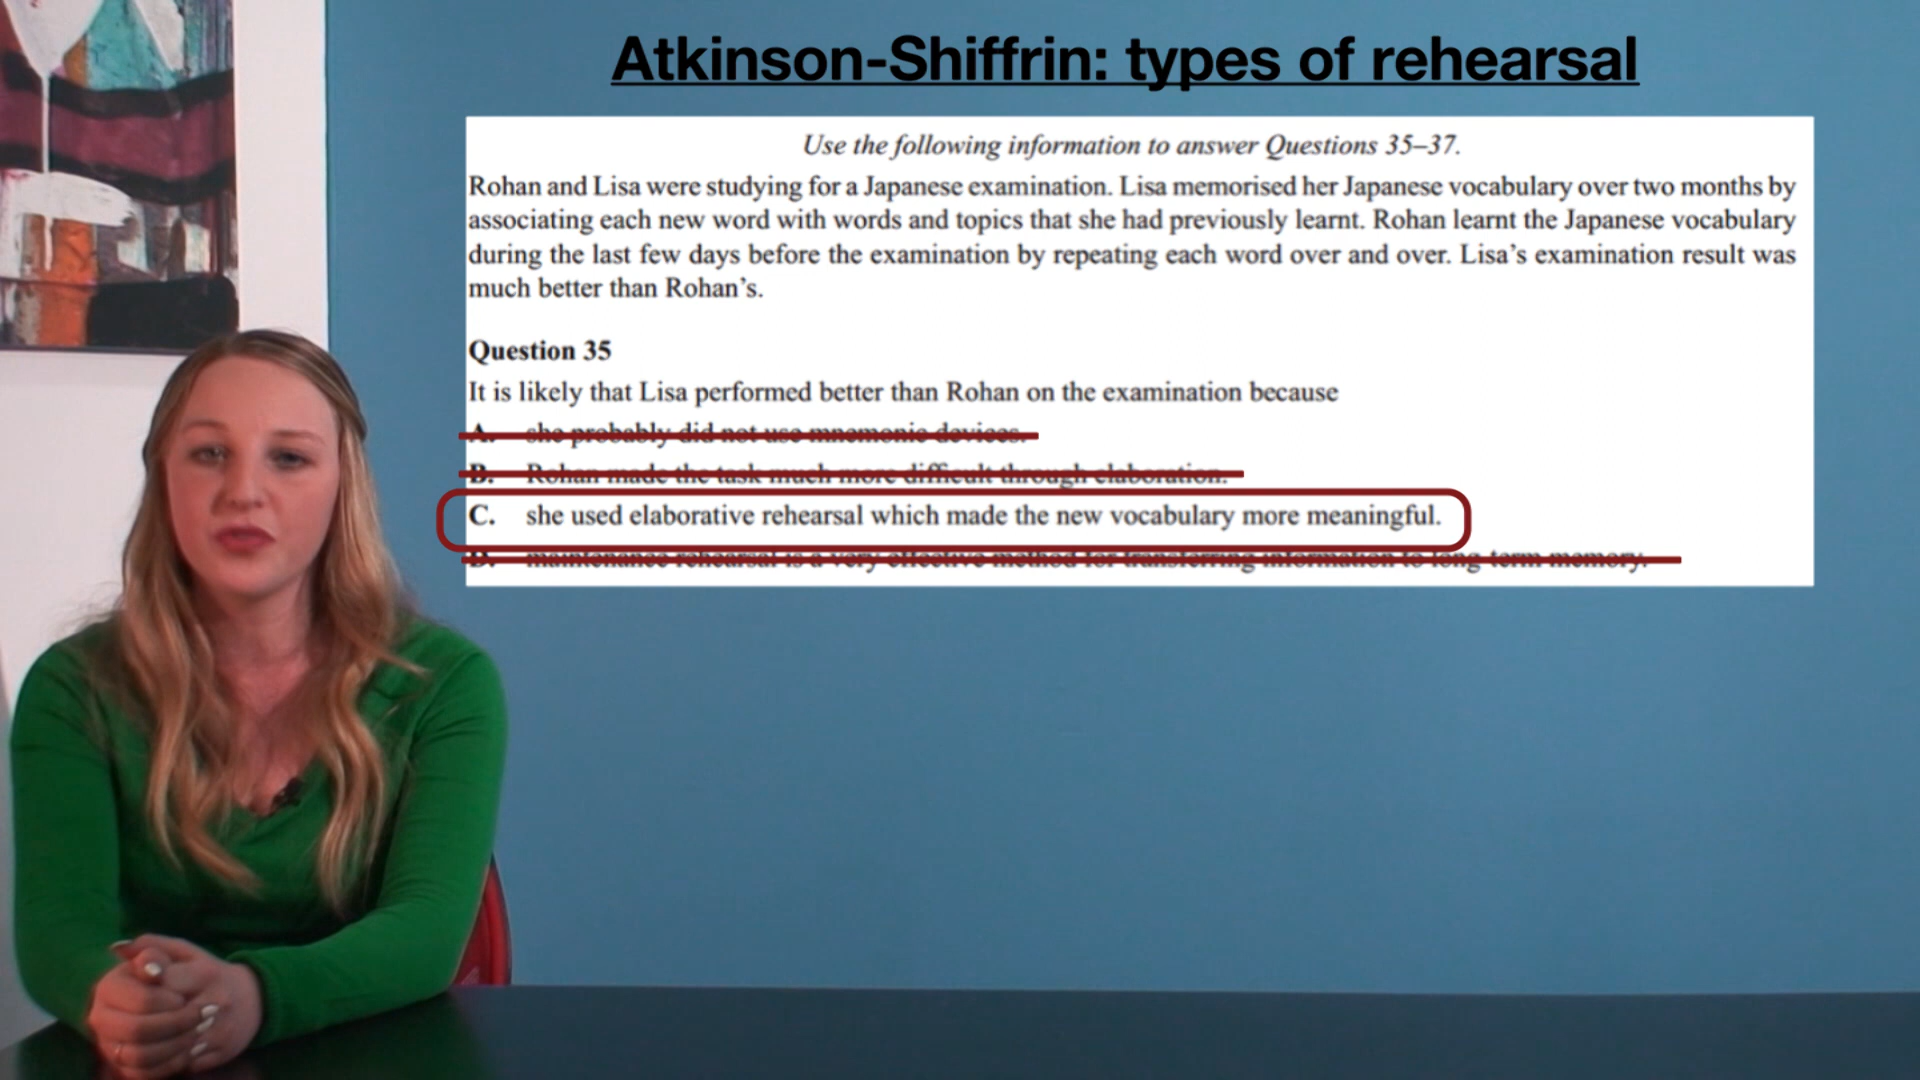 Atkinson-Shiffrin: types of rehearsal
Use the following information to answer Questions 35–37.
Rohan and Lisa were studying for a Japanese examination. Lisa memorised her Japanese vocabulary over two months by
associating each new word with words and topics that she had previously learnt. Rohan learnt the Japanese vocabulary
during the last few days before the examination by repeating each word over and over. Lisa’s examination result was
much better than Rohan’s.
Question 35
It is likely that Lisa performed better than Rohan on the examination because
A. she probably did not use mnemonic devices.
B. Rohan made the task much more difficult through elaboration.
C. she used elaborative rehearsal which made the new vocabulary more meaningful.
D. maintenance rehearsal is a very effective method for transferring information to long-term memory.